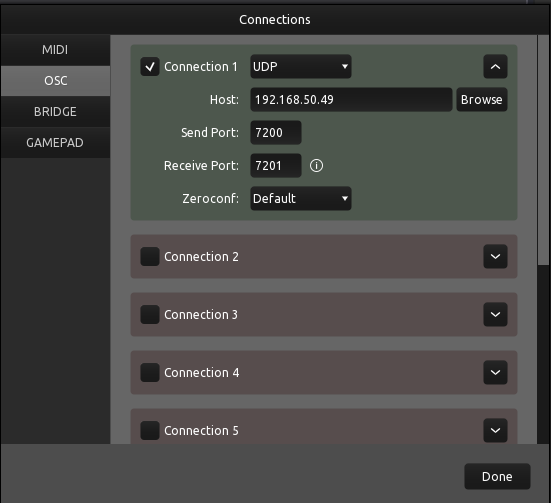 Connections
MIDI
OSC
BRIDGE
GAMEPAD
Connection 1 UDP
Host: 192.168.50.49 Browse
Send Port: 7200
Receive Port: 7201
Zeroconf: Default
Connection 2
Connection 3
Connection 4
Connection 5
Done